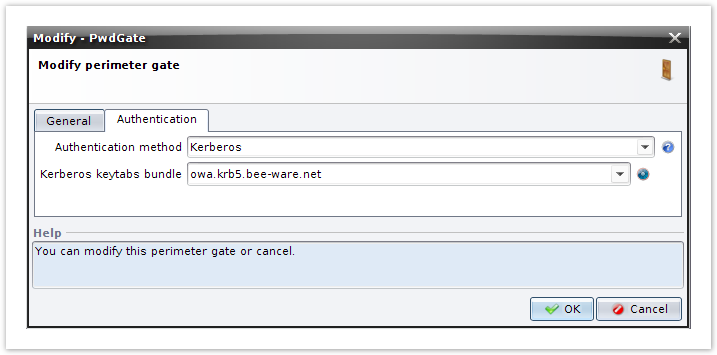 Modify - PwdGate
Modify perimeter gate
General Authentication
Authentication method Kerberos
Kerberos keytabs bundle owa.krb5.bee-ware.net
Help
You can modify this perimeter gate or cancel.
OK Cancel